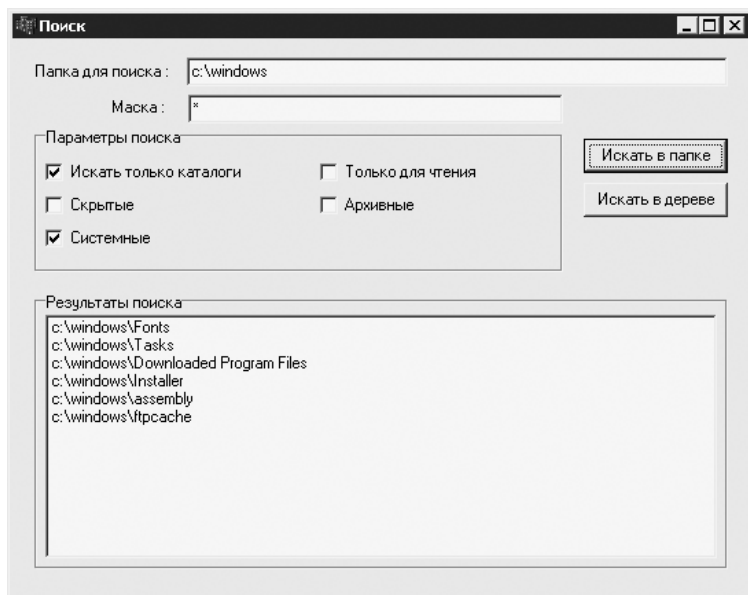 Поиск
Папка для поиска : c:\windows
Маска : *
Параметры поиска
Искать только каталоги
Только для чтения
Скрытые
Архивные
Системные
Искать в папке
Искать в дереве
Результаты поиска
c:\windows\Fonts
c:\windows\Tasks
c:\windows\Downloaded Program Files
c:\windows\Installer
c:\windows\assembly
c:\windows\ftpcache